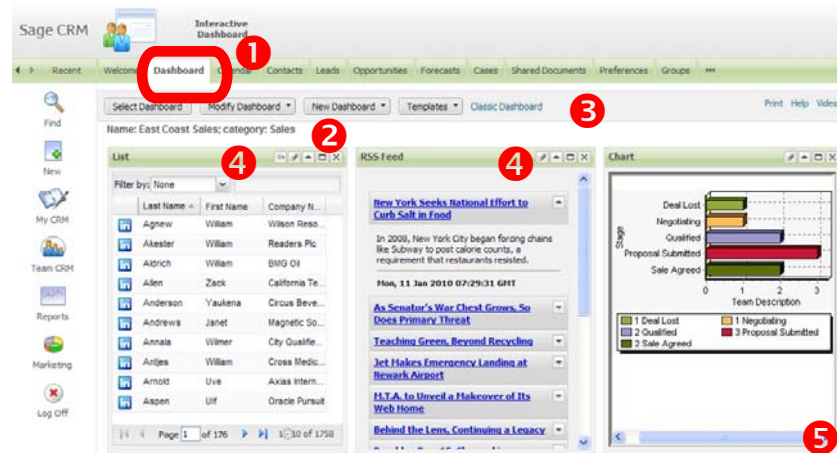 Sage CRM
Interactive
Dashboard
1
Recent Welcome Dashboard Calendar Contacts Leads Opportunities Forecasts Cases Shared Documents Preferences Groups
Find
New
My CRM
Team CRM
Reports
Marketing
Log Off
Select Dashboard Modify Dashboard New Dashboard Templates Classic Dashboard 3 Print Help Video
Name: East Coast Sales; category: Sales 2
List 4
Filter by: None
Last Name First Name Company N...
Agnew William Wilson Reso...
Akester William Readers Plc
Aldrich William BMG Oil
Allen Zack California Te...
Anderson Yaukena Circus Beve...
Andrews Janet Magnetic So...
Annala Wilmer City Qualifie...
Antjes William Cross Medic...
Arnold Uve Axias Intern...
Aspen Ulf Oracle Pursuit
Page 1 of 176 1-10 of 1758
RSS Feed 4
New York Seeks National Effort to
Curb Salt in Food
In 2008, New York City began forcing chains
like Subway to post calorie counts, a
requirement that restaurants resisted.
Mon, 11 Jan 2010 07:29:31 GMT
As Senator's War Chest Grows, So
Does Primary Threat
Teaching Green, Beyond Recycling
Jet Makes Emergency Landing at
Newark Airport
M.T.A. to Unveil a Makeover of Its
Web Home
Behind the Lens, Continuing a Legacy
Chart
Stage
Deal Lost
Negotiating
Qualified
Proposal Submitted
Sale Agreed
0 1 2 3
Team Description
1 Deal Lost 1 Negotiating
2 Qualified 3 Proposal Submitted
2 Sale Agreed
5